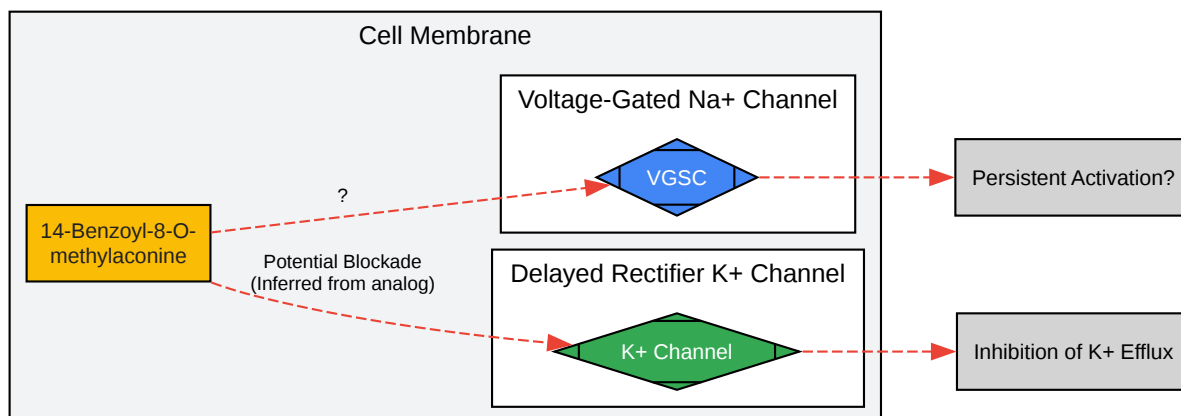 Cell Membrane
Voltage-Gated Na+ Channel
VGSC
Persistent Activation?
?
14-Benzoyl-8-O-
methylaconine
Potential Blockade
(Inferred from analog)
Delayed Rectifier K+ Channel
K+ Channel
Inhibition of K+ Efflux